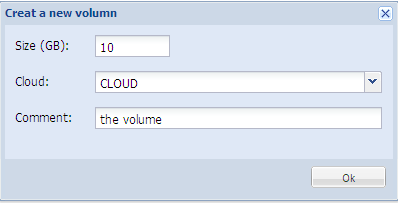 Creat a new volumn
Size (GB): 10
Cloud: CLOUD
Comment: the volume
Ok